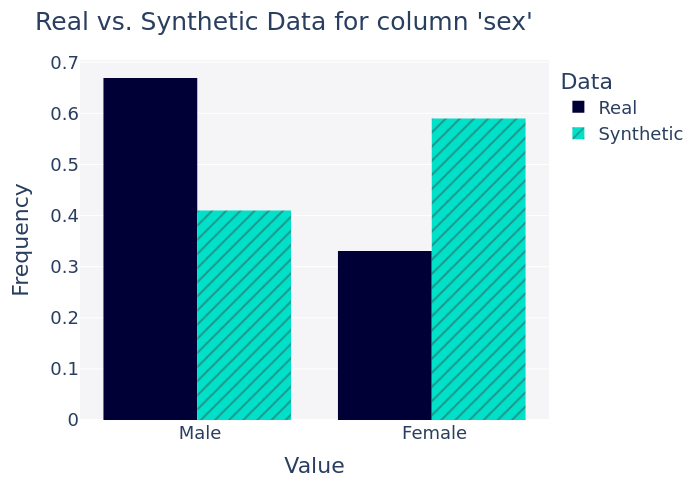 Real vs. Synthetic Data for column 'sex'
Data
Real
Synthetic
Frequency
0.7
0.6
0.5
0.4
0.3
0.2
0.1
0
Male
Female
Value